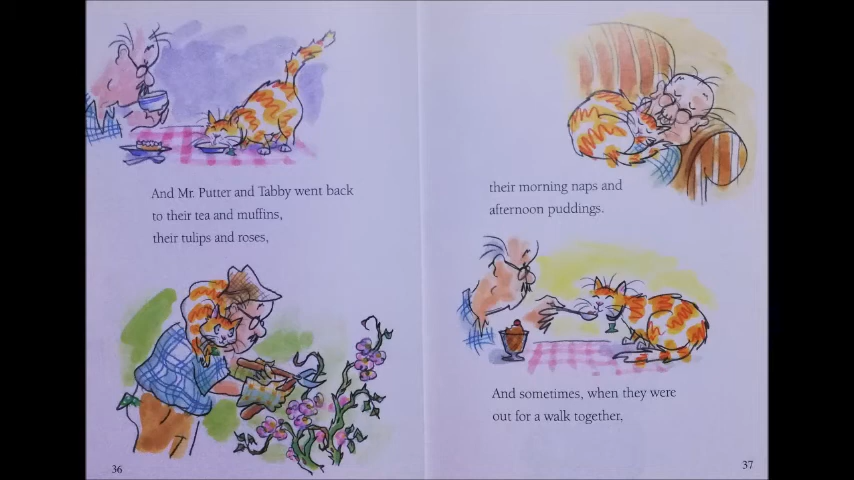 And Mr. Putter and Tabby went back
to their tea and muffins,
their tulips and roses,
36
their morning naps and
afternoon puddings.
And sometimes, when they were
out for a walk together,
37